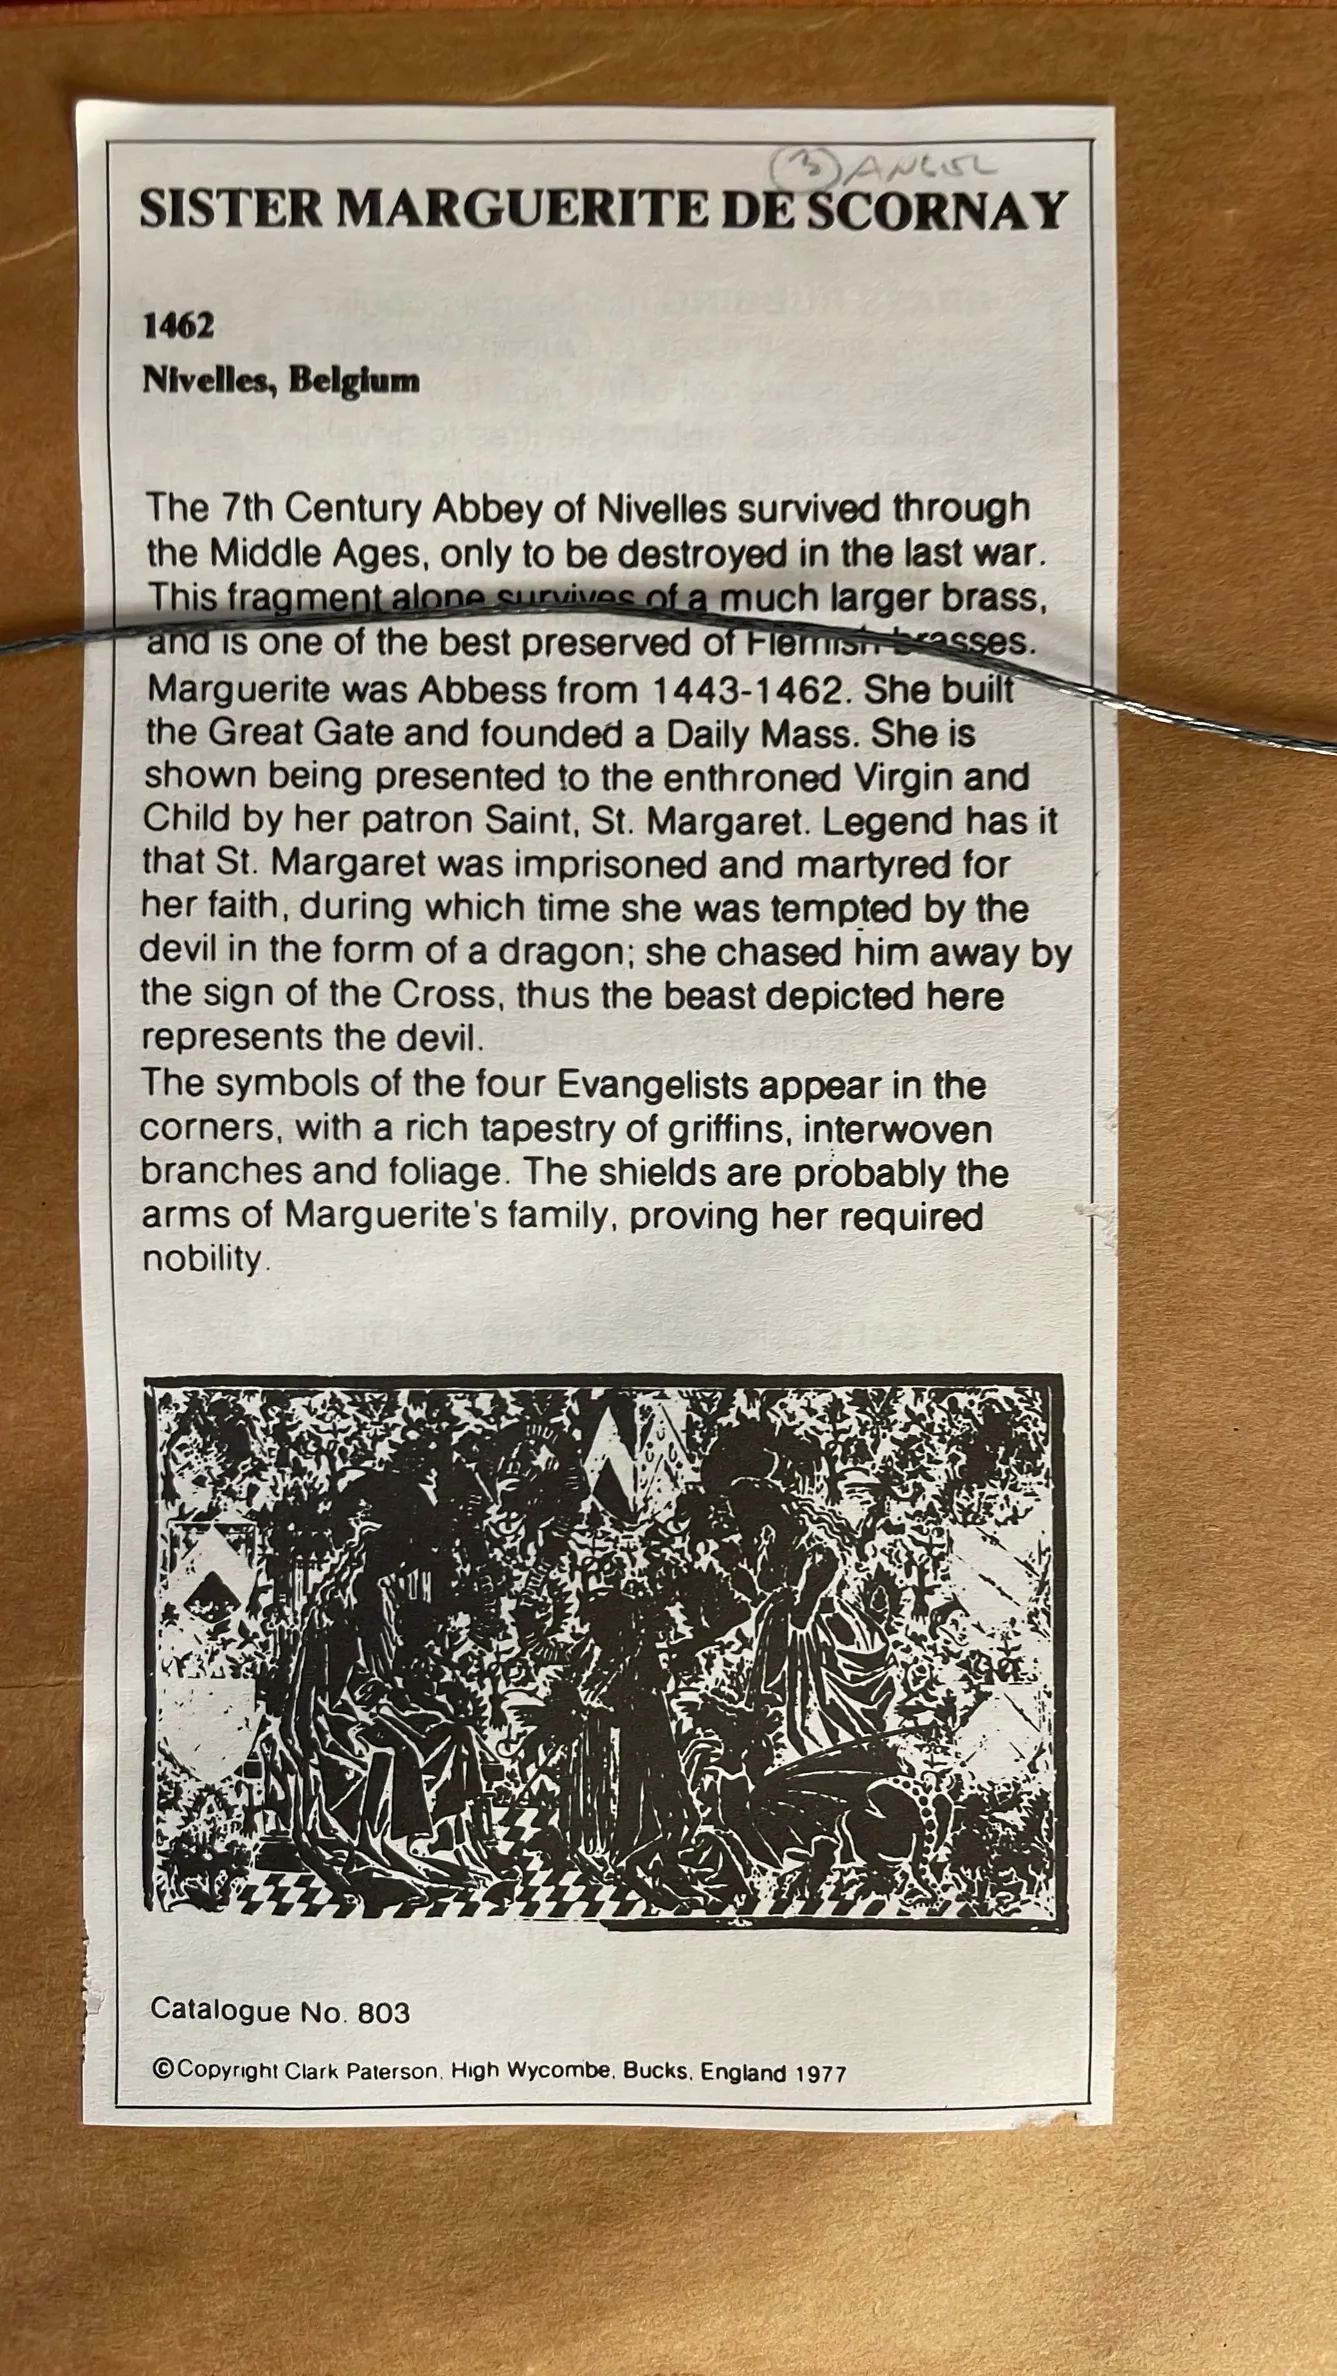 3
SISTER MARGUERITE DE SCORNAY
1462
Nivelles, Belgium
The 7th Century Abbey of Nivelles survived through
the Middle Ages, only to be destroyed in the last war.
This fragment alone survives of a much larger brass,
and is one of the best preserved of Flemish brasses.
Marguerite was Abbess from 1443-1462. She built
the Great Gate and founded a Daily Mass. She is
shown being presented to the enthroned Virgin and
Child by her patron Saint, St. Margaret. Legend has it
that St. Margaret was imprisoned and martyred for
her faith, during which time she was tempted by the
devil in the form of a dragon; she chased him away by
the sign of the Cross, thus the beast depicted here
represents the devil.
The symbols of the four Evangelists appear in the
corners, with a rich tapestry of griffins, interwoven
branches and foliage. The shields are probably the
arms of Marguerite's family, proving her required
nobility.
Catalogue No. 803
©Copyright Clark Paterson, High Wycombe, Bucks, England 1977